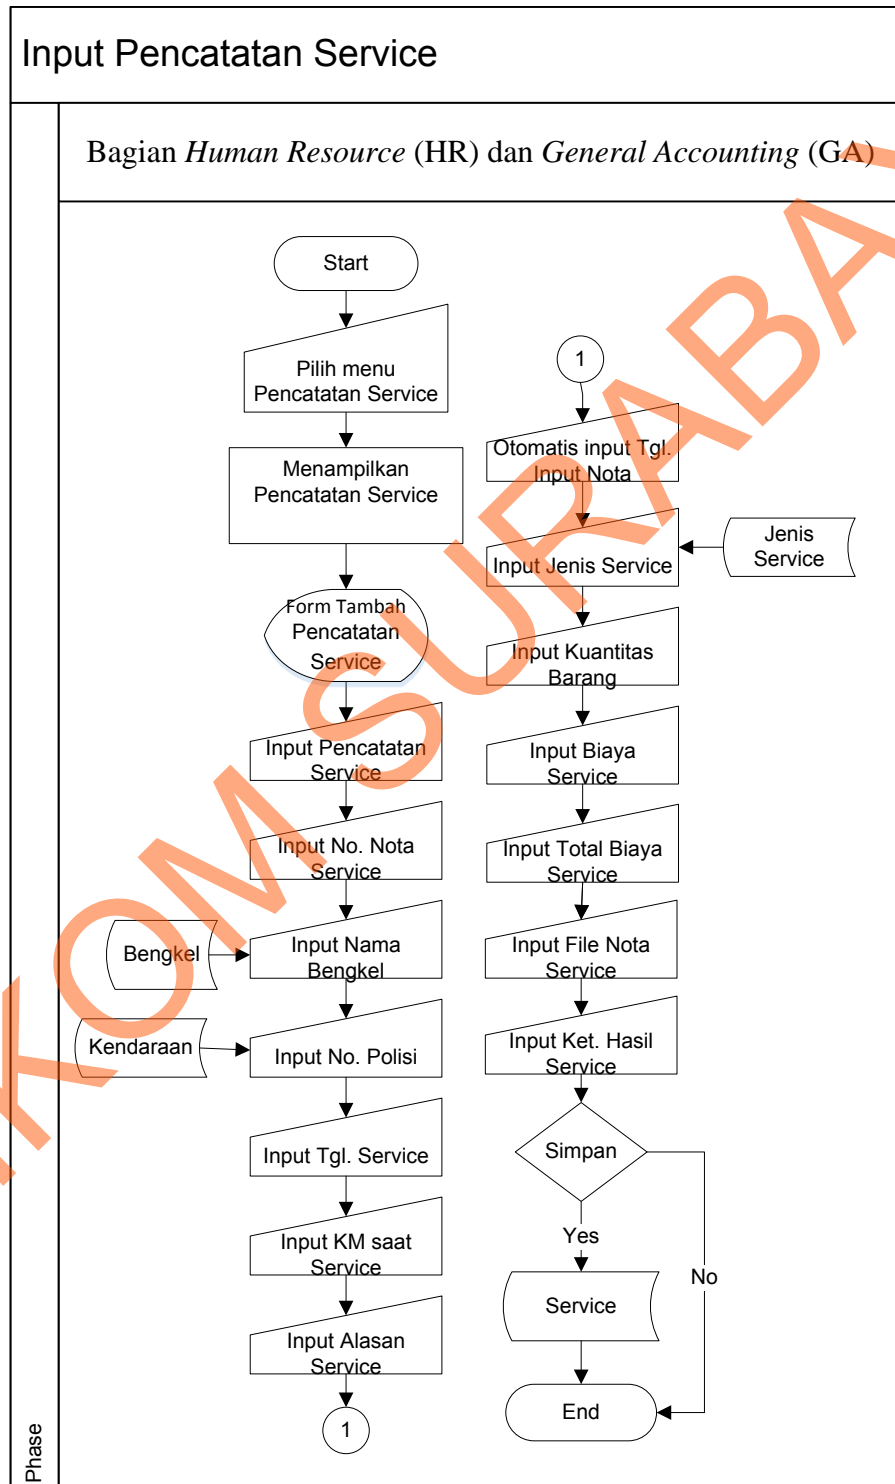 Input Pencatatan Service
Bagian Human Resource (HR) dan General Accounting (GA)
Start
Pilih menu
Pencatatan Service
Menampilkan
Pencatatan Service
Form Tambah
Pencatatan
Service
Input Pencatatan
Service
Input No. Nota
Service
Bengkel
Input Nama
Bengkel
Kendaraan
Input No. Polisi
Input Tgl. Service
Input KM saat
Service
Input Alasan
Service
1
1
Otomatis input Tgl.
Input Nota
Input Jenis Service
Jenis
Service
Input Kuantitas
Barang
Input Biaya
Service
Input Total Biaya
Service
Input File Nota
Service
Input Ket. Hasil
Service
Simpan
Yes
No
Service
End
Phase
KOM SURABAY